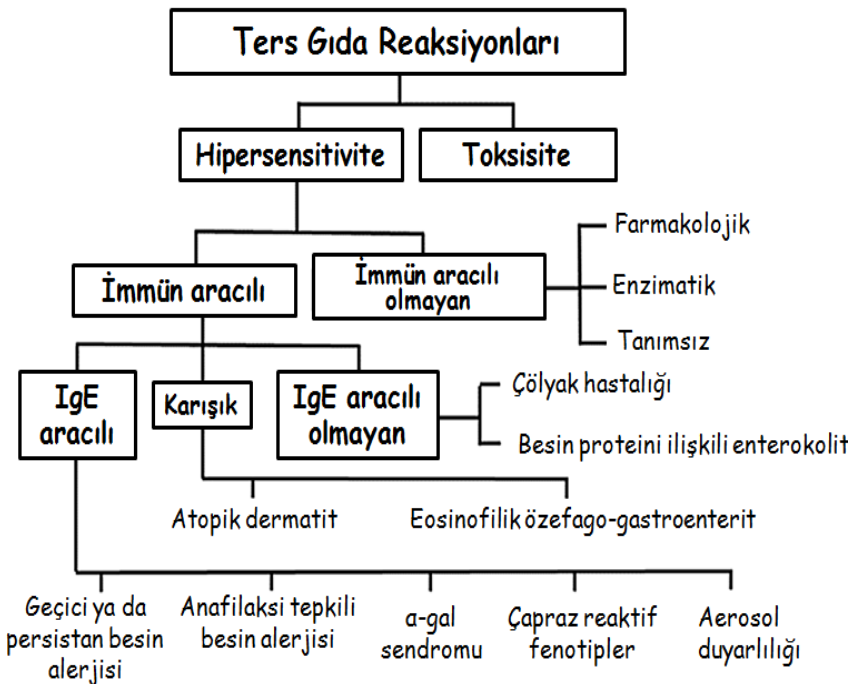 Ters Gıda Reaksiyonları
Hipersensitivite
Toksisite
İmmün aracılı
İmmün aracılı
olmayan
Farmakolojik
Enzimatik
Tanımsız
IgE
aracılı
Karışık
IgE aracılı
olmayan
Çölyak hastalığı
Besin proteini ilişkili enterokolit
Atopik dermatit
Eosinofilik özefago-gastroenterit
Geçici ya da
persistan besin
alerjisi
Anafilaksi tepkili
besin alerjisi
α-gal
sendromu
Çapraz reaktif
fenotipler
Aerosol
duyarlılığı